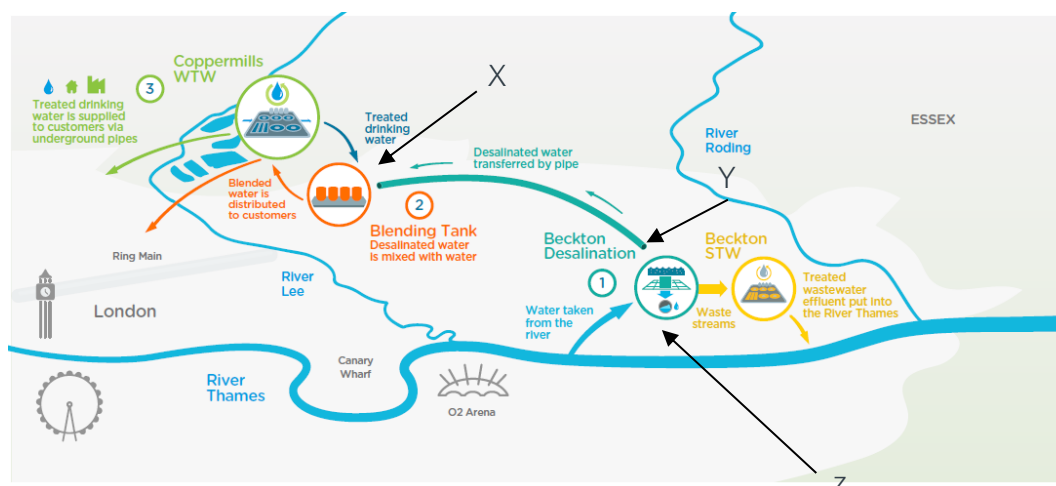 Coppermills
WTW
3
Treated drinking
water is supplied
to customers via
underground pipes
X
Treated
drinking
water
Desalinated water
transferred by pipe
River
Roding
ESSEX
Y
Blended
water is
distributed
to customers
2
Blending Tank
Desalinated water
is mixed with water
Beckton
Desalination
1
Beckton
STW
Ring Main
River
Lee
London
Water taken
from the
river
Waste
streams
Treated
wastewater
effluent put into
the River Thames
Canary
Wharf
River
Thames
O2 Arena
Z